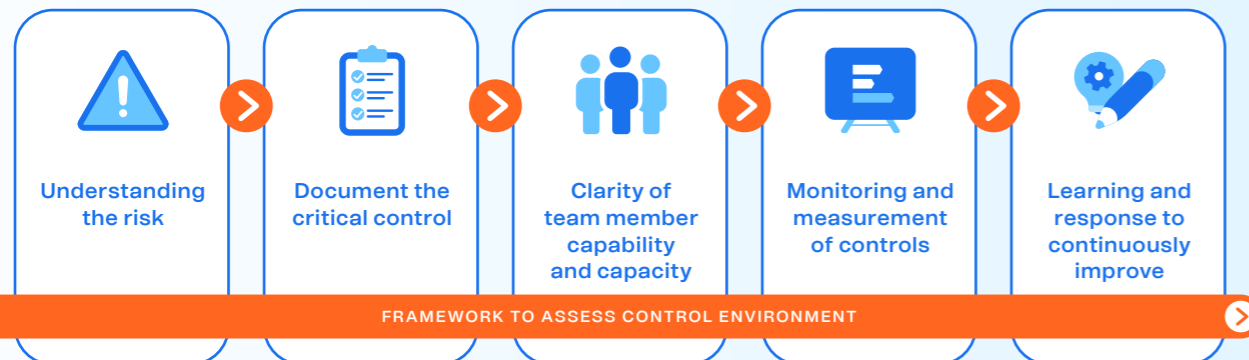 Understanding
the risk
Document the
critical control
Clarity of
team member
capability
and capacity
Monitoring and
measurement
of controls
Learning and
response to
continuously
improve
FRAMEWORK TO ASSESS CONTROL ENVIRONMENT